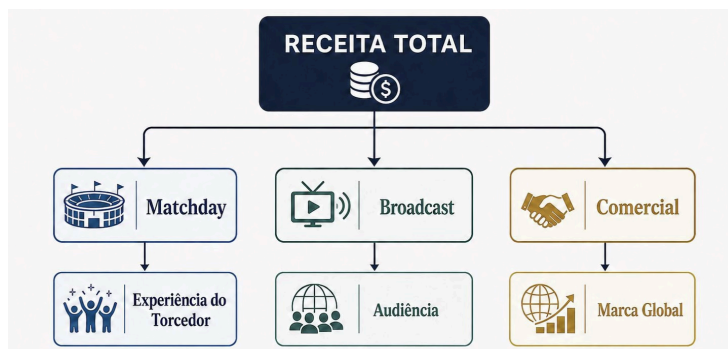 RECEITA TOTAL
$
Matchday
Broadcast
Comercial
Experiência do
Torcedor
Audiência
Marca Global